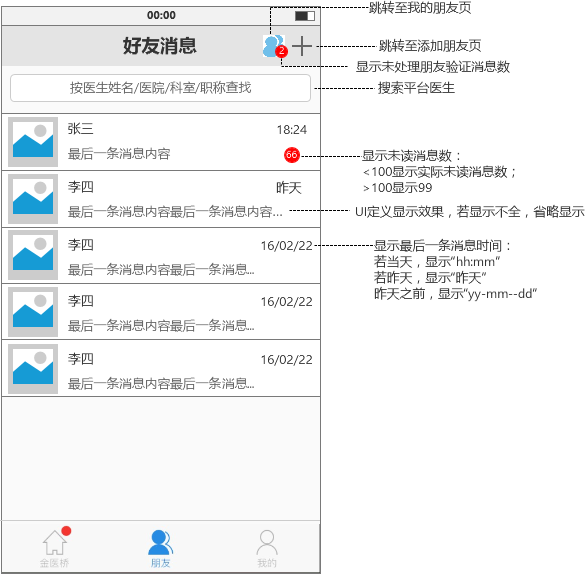 跳转至我的朋友页
00:00
好友消息
2
跳转至添加朋友页
显示未处理朋友验证消息数
按医生姓名/医院/科室/职称查找
搜索平台医生
张三
18:24
最后一条消息内容
66
显示未读消息数：
<100显示实际未读消息数；
>100显示99
李四
昨天
最后一条消息内容最后一条消息内容...
UI定义显示效果，若显示不全，省略显示
李四
16/02/22
最后一条消息内容最后一条消息...
显示最后一条消息时间：
若当天，显示“hh:mm”
若昨天，显示“昨天”
昨天之前，显示“yy-mm--dd”
李四
16/02/22
最后一条消息内容最后一条消息...
李四
16/02/22
最后一条消息内容最后一条消息...
金医桥
朋友
我的